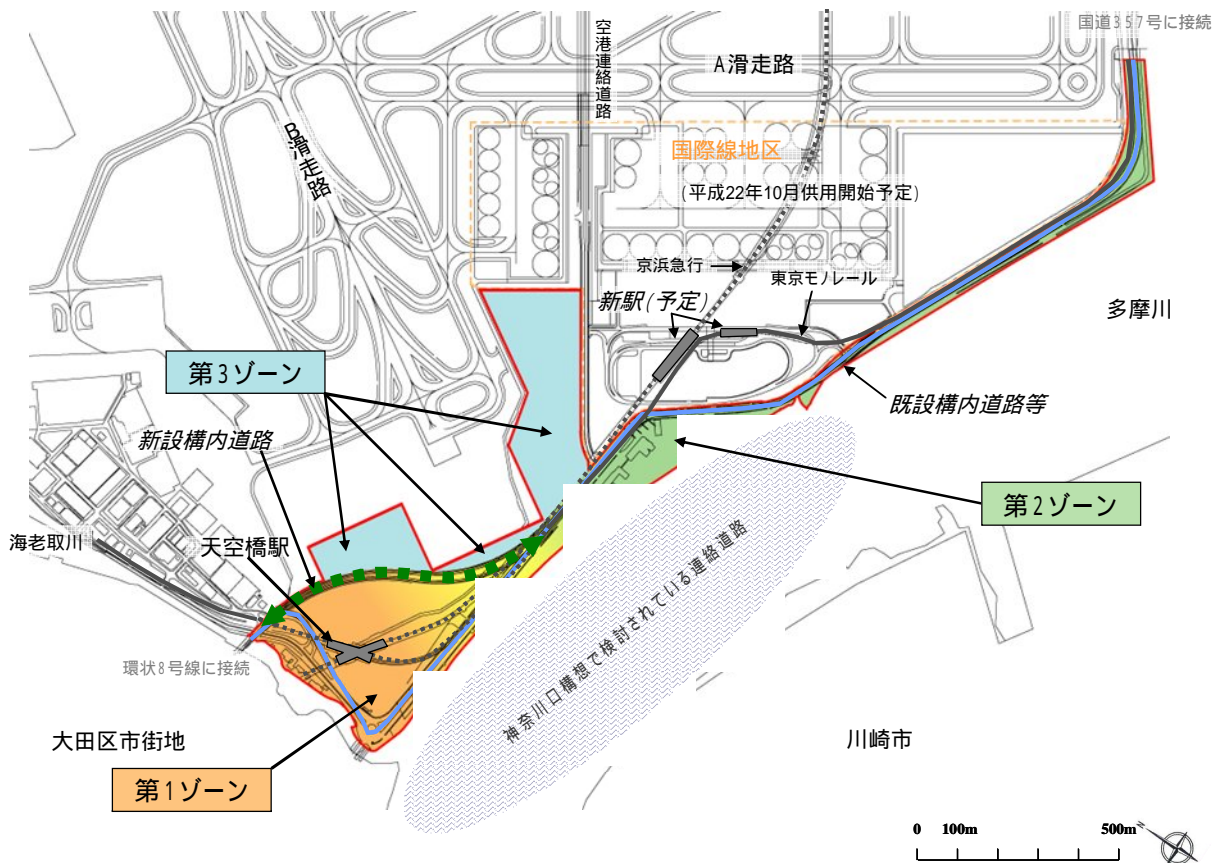 国道357号に接続
空港連絡道路
A滑走路
B滑走路
国際線地区
(平成22年10月供用開始予定)
京浜急行
東京モノレール
新駅(予定)
多摩川
第3ゾーン
既設構内道路等
新設構内道路
第2ゾーン
海老取川
天空橋駅
神奈川口構想で検討されている連絡道路
環状8号線に接続
大田区市街地
川崎市
第1ゾーン
0 100m 500m
N